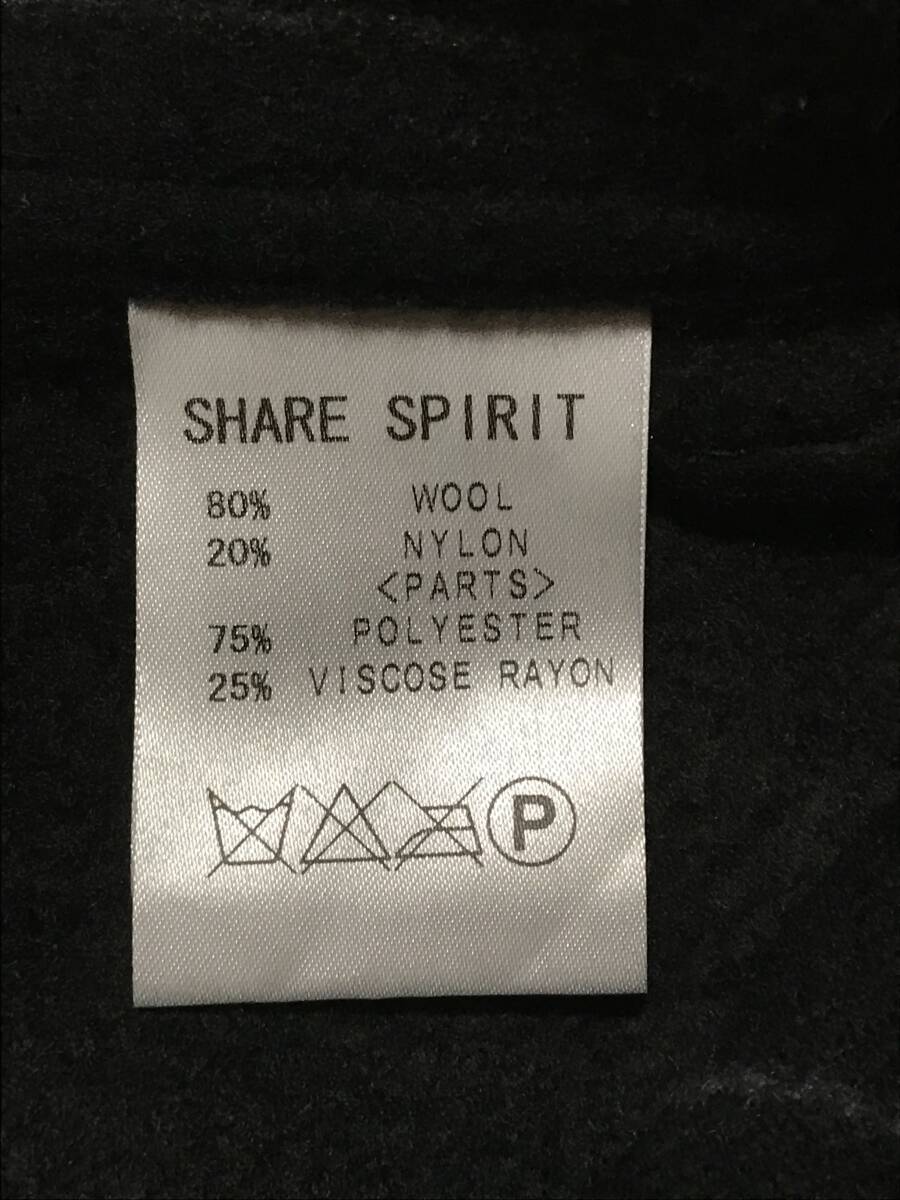 SHARE SPIRIT
80% WOOL
20% NYLON
<PARTS>
75% POLYESTER
25% VISCOSE RAYON
P